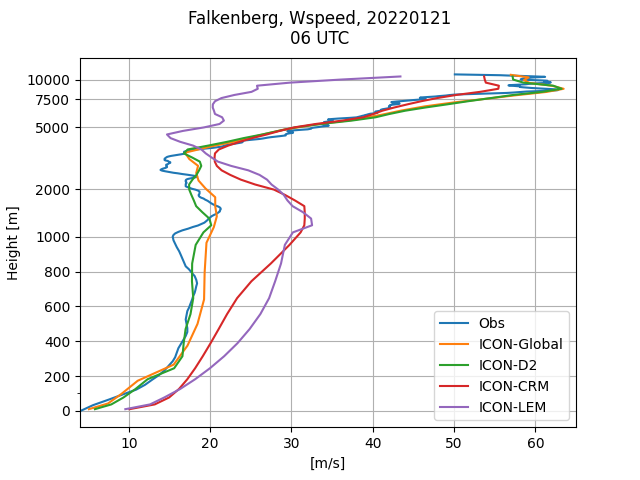 Falkenberg, Wspeed, 20220121
06 UTC
Height [m]
10000
7500
5000
2000
1000
800
600
400
200
0
10
20
30
40
50
60
[m/s]
Obs
ICON-Global
ICON-D2
ICON-CRM
ICON-LEM